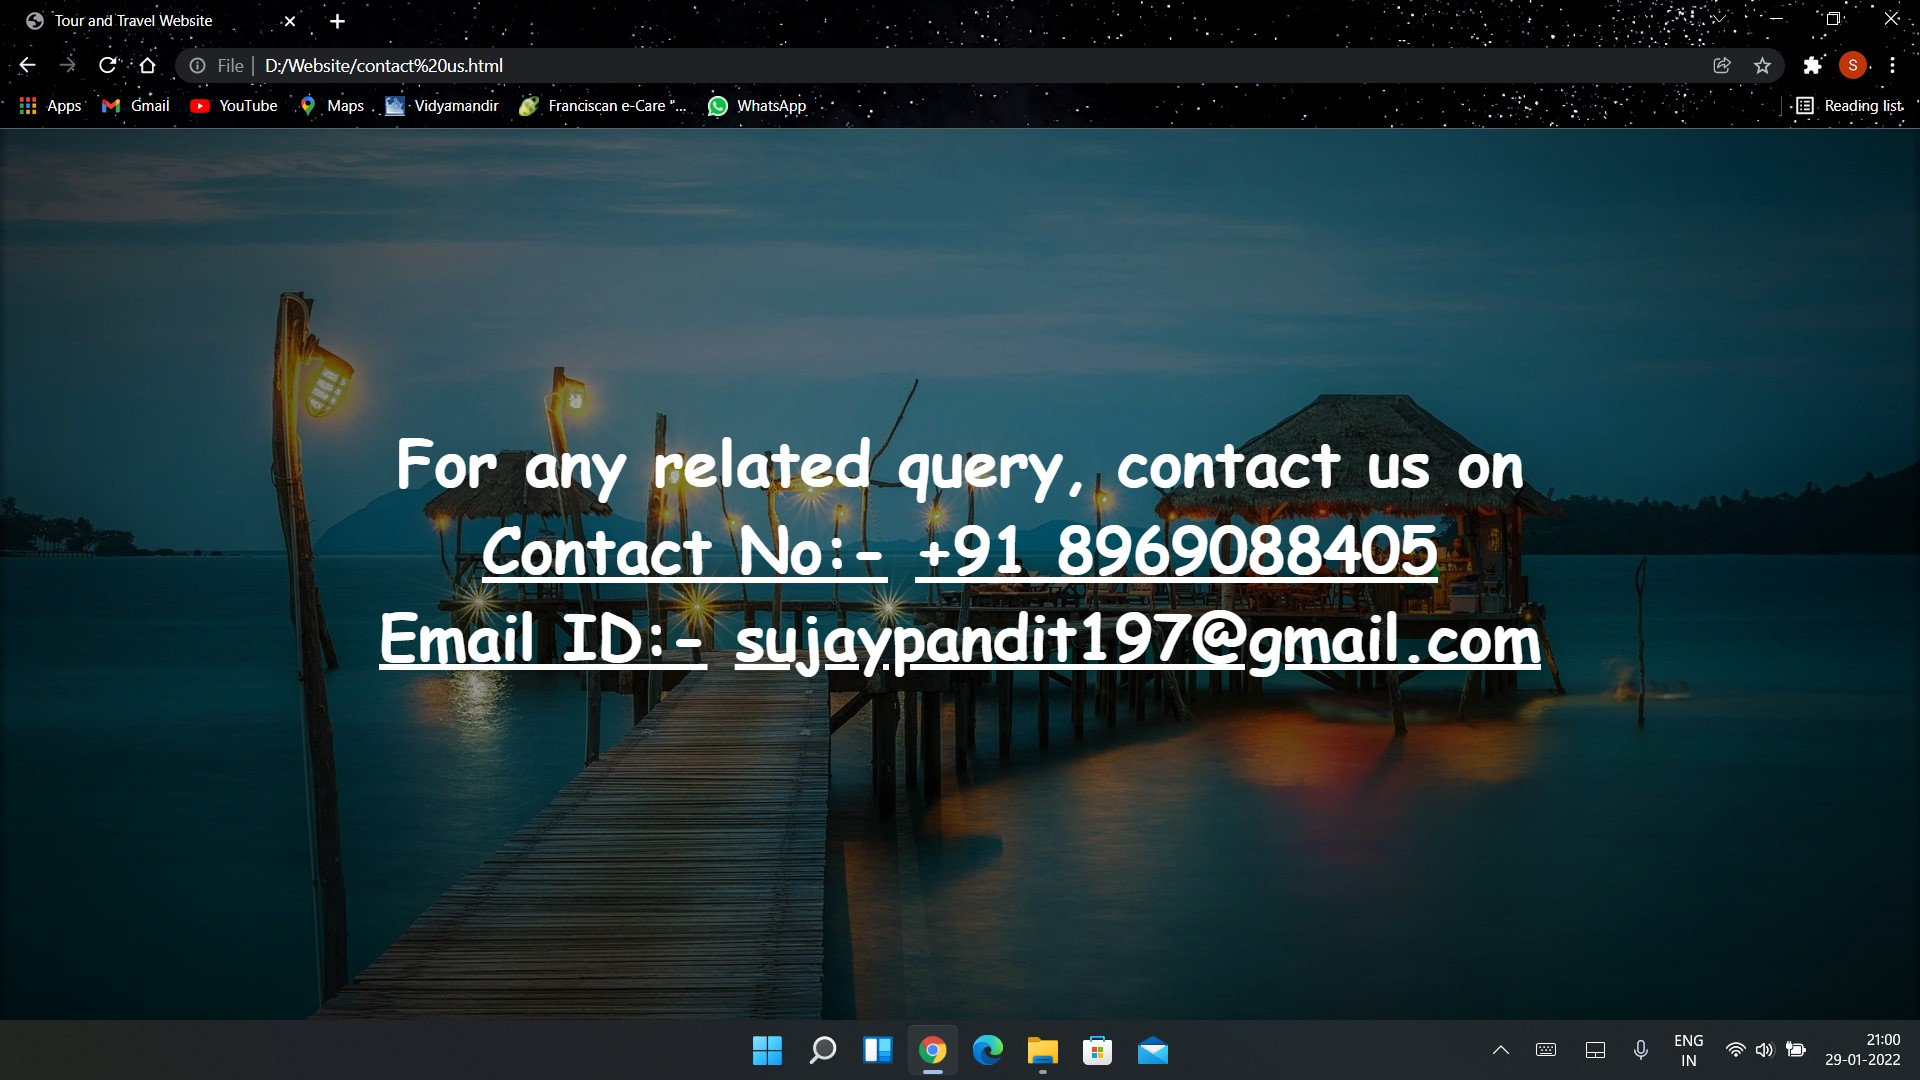 Tour and Travel Website
File | D:/Website/contact%20us.html
S
Apps Gmail YouTube Maps Vidyamandir Franciscan e-Care "... WhatsApp Reading list
For any related query, contact us on
Contact No:- +91 8969088405
Email ID:- sujaypandit197@gmail.com
ENG 21:00
IN 29-01-2022